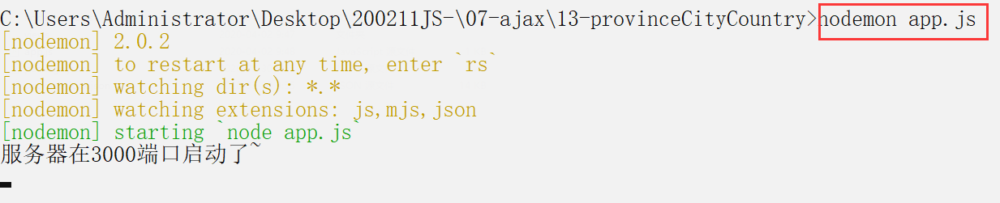 C:\Users\Administrator\Desktop\200211JS-\07-ajax\13-provinceCityCountry>nodemon app.js
[nodemon] 2.0.2
[nodemon] to restart at any time, enter `rs`
[nodemon] watching dir(s): *.*
[nodemon] watching extensions: js,mjs,json
[nodemon] starting `node app.js`
服务器在3000端口启动了~